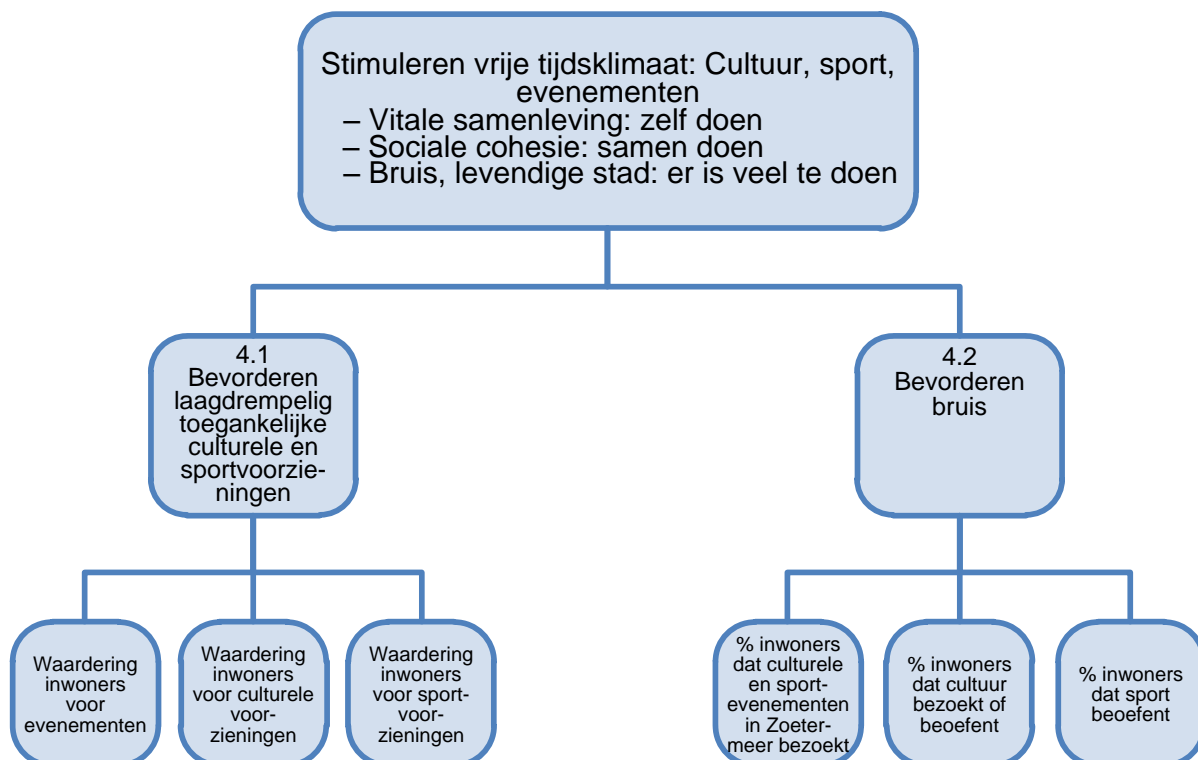 Stimuleren vrije tijdsklimaat: Cultuur, sport,
evenementen
– Vitale samenleving: zelf doen
– Sociale cohesie: samen doen
– Bruis, levendige stad: er is veel te doen
4.1
Bevorderen
laagdrempelig
toegankelijke
culturele en
sportvoorzie-
ningen
4.2
Bevorderen
bruis
Waardering
inwoners
voor
evenementen
Waardering
inwoners
voor culturele
voor-
zieningen
Waardering
inwoners
voor sport-
voor-
zieningen
% inwoners
dat culturele
en sport-
evenementen
in Zoeter-
meer bezoekt
% inwoners
dat cultuur
bezoekt of
beoefent
% inwoners
dat sport
beoefent